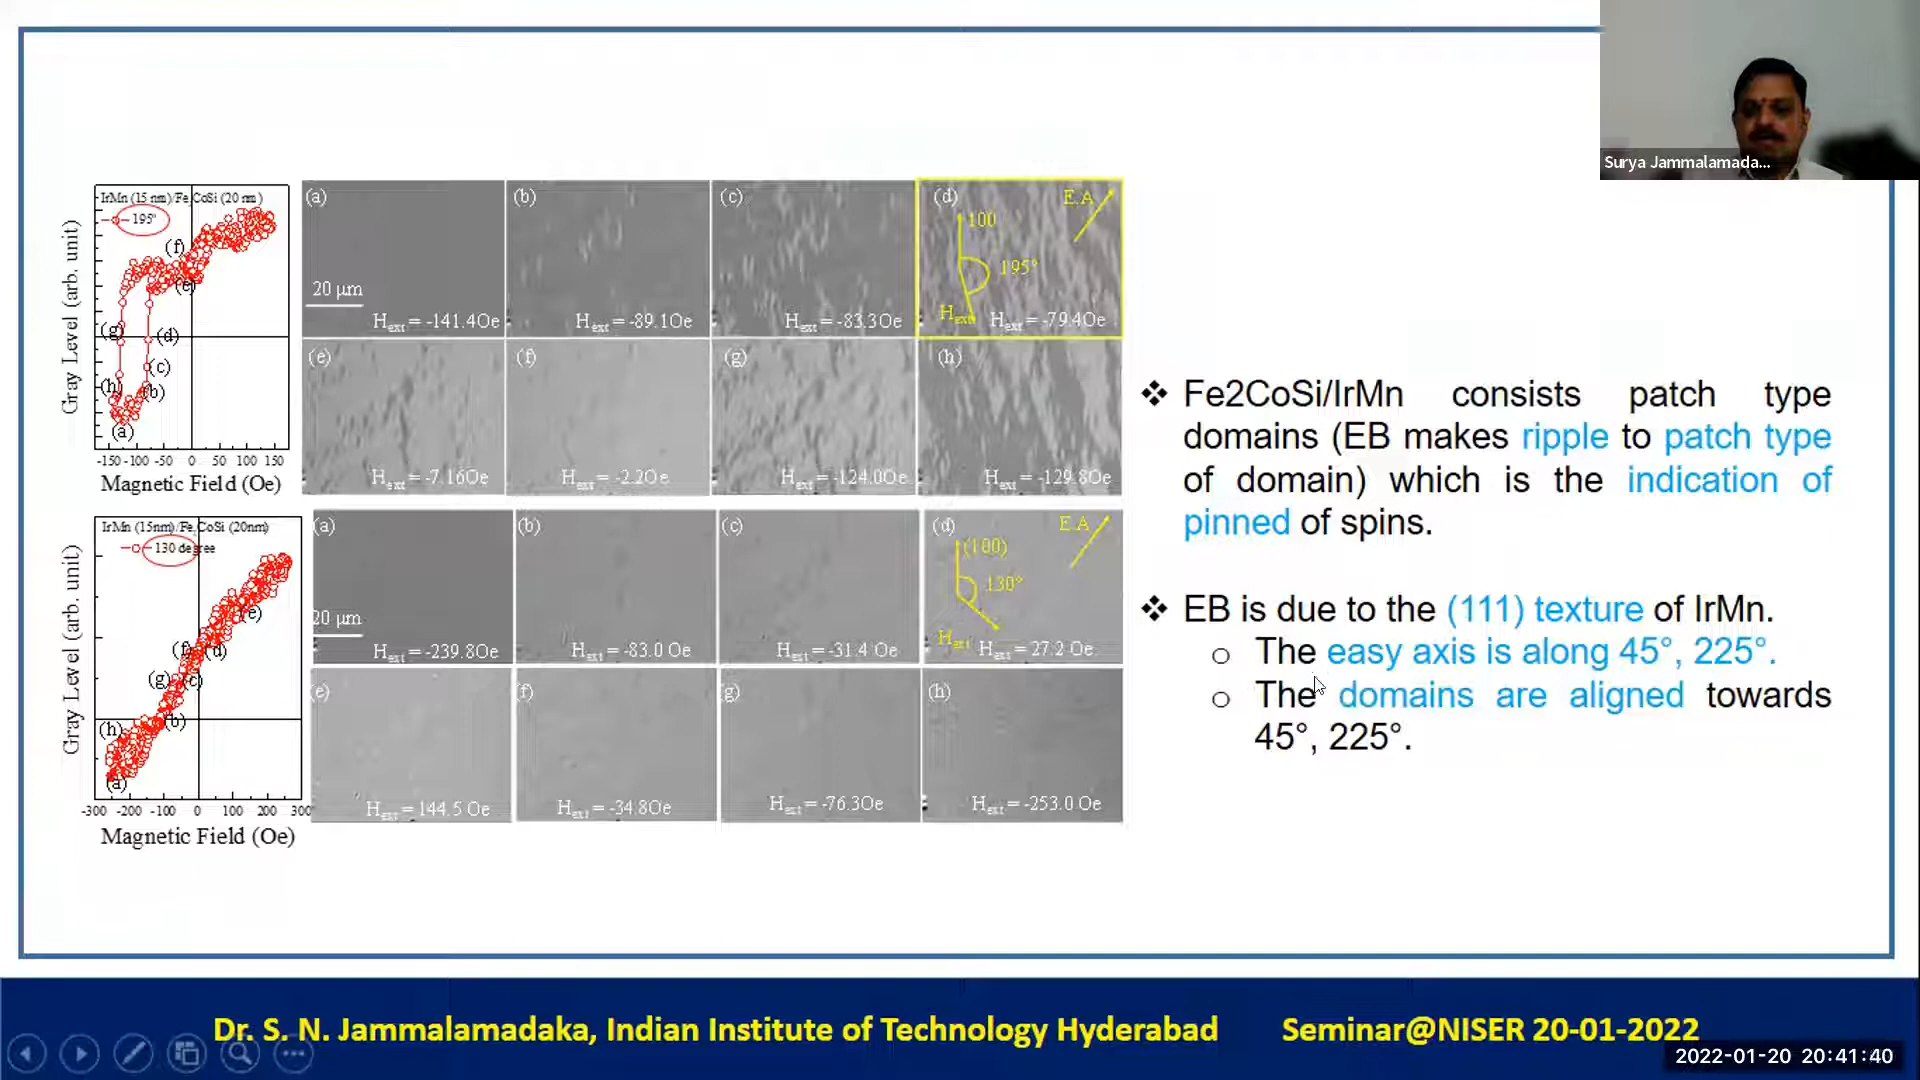 Surya Jammalamada...
IrMn (15 nm)/Fe2CoSi (20 nm)
195°
(f)
(e)
(g)
(d)
(c)
(h)
(b)
(a)
Gray Level (arb. unit)
-150 -100 -50 0 50 100 150
Magnetic Field (Oe)
(a)
20 μm
Hext = -141.4Oe
(b)
Hext = -89.1Oe
(c)
Hext = -83.3Oe
(d)
E.A
100
195°
Hext
Hext = -79.4Oe
(e)
Hext = -7.16Oe
(f)
Hext = -2.2Oe
(g)
Hext = -124.0Oe
(h)
Hext = -129.8Oe
IrMn (15nm)/Fe2CoSi (20nm)
130 degree
(e)
(f)
(d)
(g)
(c)
(h)
(b)
(a)
Gray Level (arb. unit)
-300 -200 -100 0 100 200 300
Magnetic Field (Oe)
(a)
20 μm
Hext = -239.8Oe
(b)
Hext = -83.0 Oe
(c)
Hext = -31.4 Oe
(d)
E.A
(100)
130°
Hext
Hext = 27.2 Oe
(e)
Hext = 144.5 Oe
(f)
Hext = -34.8Oe
(g)
Hext = -76.3Oe
(h)
Hext = -253.0 Oe
❖ Fe2CoSi/IrMn consists patch type
domains (EB makes ripple to patch type
of domain) which is the indication of
pinned of spins.
❖ EB is due to the (111) texture of IrMn.
o The easy axis is along 45°, 225°.
o The domains are aligned towards
45°, 225°.
Dr. S. N. Jammalamadaka, Indian Institute of Technology Hyderabad Seminar@NISER 20-01-2022
2022-01-20 20:41:40